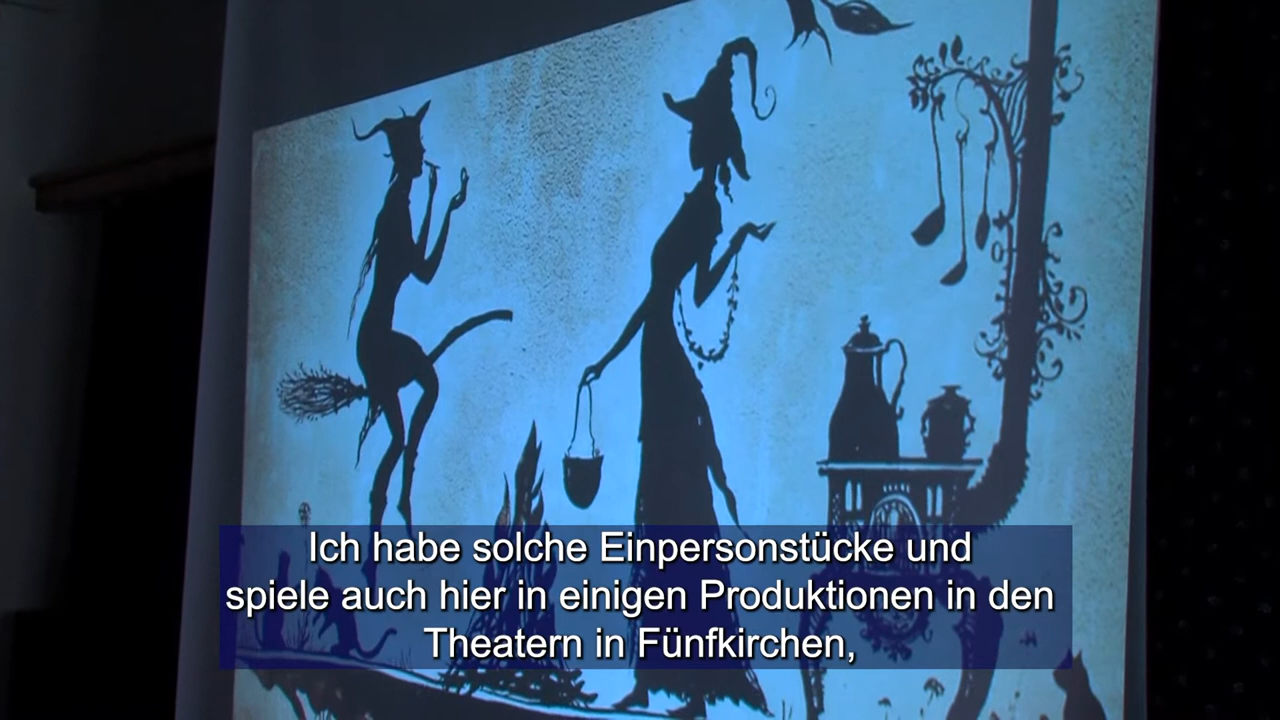 Ich habe solche Einpersonstücke und
spiele auch hier in einigen Produktionen in den
Theatern in Fünfkirchen,